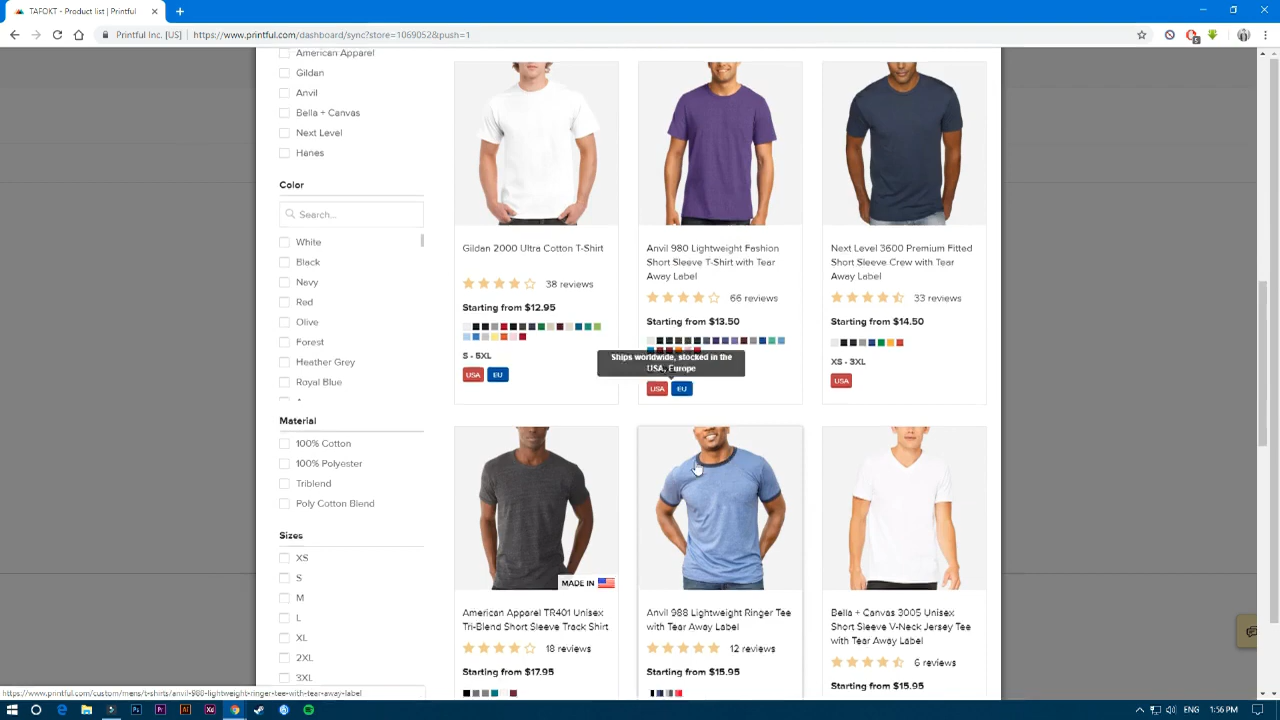 TAFOKT - Product list | Printful
Printful Inc. [US]
https://www.printful.com/dashboard/sync?store=1069052&push=1
American Apparel
Gildan
Anvil
Bella + Canvas
Next Level
Hanes
Color
Search...
White
Black
Navy
Red
Olive
Forest
Heather Grey
Royal Blue
Material
100% Cotton
100% Polyester
Triblend
Poly Cotton Blend
Sizes
XS
S
M
L
XL
2XL
3XL
Gildan 2000 Ultra Cotton T-Shirt
38 reviews
Starting from $12.95
S - 5XL
USA EU
Anvil 980 Lightweight Fashion
Short Sleeve T-Shirt with Tear
Away Label
66 reviews
Starting from $13.50
Ships worldwide, stocked in the
USA, Europe
USA EU
Next Level 3600 Premium Fitted
Short Sleeve Crew with Tear
Away Label
33 reviews
Starting from $14.50
XS - 3XL
USA
MADE IN
American Apparel TR401 Unisex
Tri-Blend Short Sleeve Track Shirt
18 reviews
Starting from $17.95
Anvil 988 Lightweight Ringer Tee
with Tear Away Label
12 reviews
Starting from $15.95
Bella + Canvas 3005 Unisex
Short Sleeve V-Neck Jersey Tee
with Tear Away Label
6 reviews
Starting from $15.95
https://www.printful.com/custom/mens/t-shirts/anvil-980-lightweight-ringer-tee-with-tear-away-label
Ps
Ai
Xd
ENG
1:56 PM